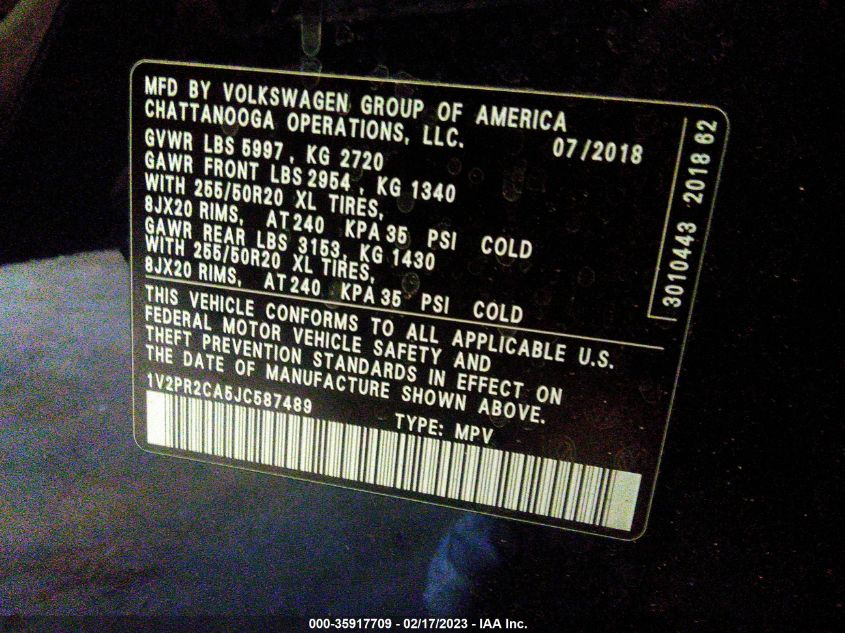 MFD BY VOLKSWAGEN GROUP OF AMERICA
CHATTANOOGA OPERATIONS, LLC.
07/2018
GVWR LBS 5997, KG 2720
GAWR FRONT LBS 2954, KG 1340
WITH 255/50R20 XL TIRES,
8JX20 RIMS, AT 240 KPA 35 PSI COLD
GAWR REAR LBS 3153, KG 1430
WITH 255/50R20 XL TIRES,
8JX20 RIMS, AT 240 KPA 35 PSI COLD
3010443 2018 62
THIS VEHICLE CONFORMS TO ALL APPLICABLE U.S.
FEDERAL MOTOR VEHICLE SAFETY AND
THEFT PREVENTION STANDARDS IN EFFECT ON
THE DATE OF MANUFACTURE SHOWN ABOVE.
1V2PR2CA5JC587489
TYPE: MPV
000-35917709 - 02/17/2023 - IAA Inc.